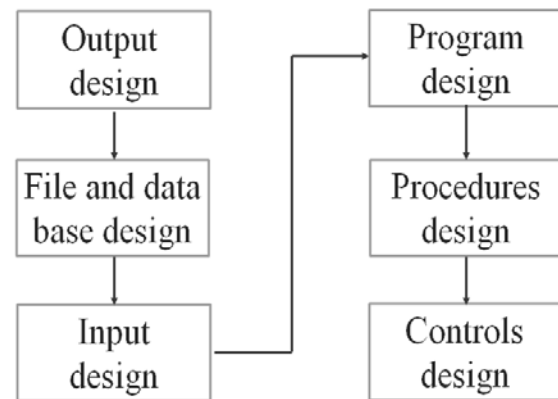 Output
design
File and data
base design
Input
design
Program
design
Procedures
design
Controls
design